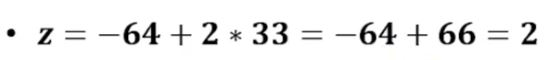 • z = −64 + 2 * 33 = −64 + 66 = 2